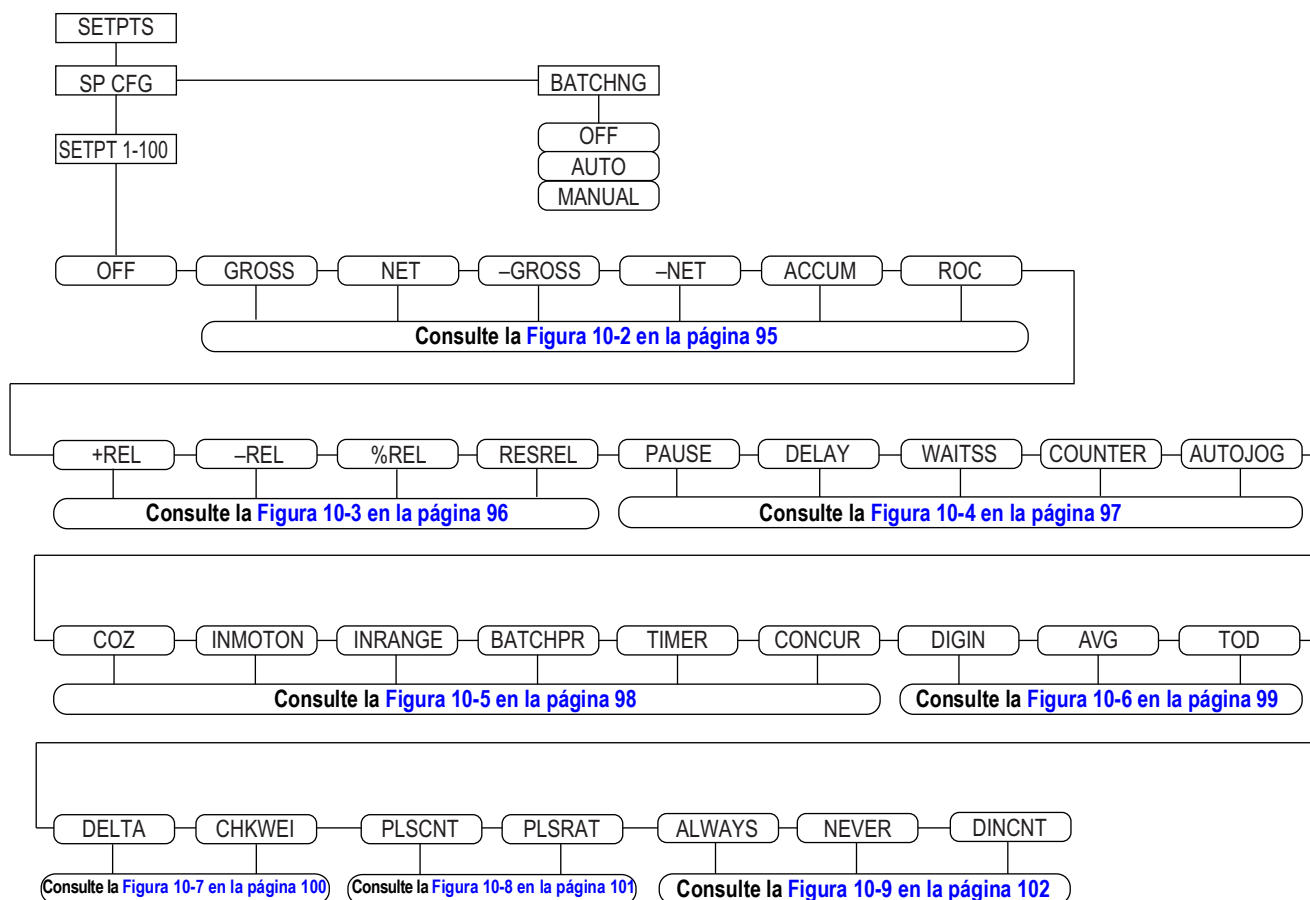 SETPTS
SP CFG
BATCHNG
OFF
SETPT 1-100
AUTO
MANUAL
OFF
GROSS
NET
–GROSS
–NET
ACCUM
ROC
Consulte la Figura 10-2 en la página 95
+REL
–REL
%REL
RESREL
PAUSE
DELAY
WAITSS
COUNTER
AUTOJOG
Consulte la Figura 10-3 en la página 96
Consulte la Figura 10-4 en la página 97
COZ
INMOTON
INRANGE
BATCHPR
TIMER
CONCUR
DIGIN
AVG
TOD
Consulte la Figura 10-5 en la página 98
Consulte la Figura 10-6 en la página 99
DELTA
CHKWEI
PLSCNT
PLSRAT
ALWAYS
NEVER
DINCNT
Consulte la Figura 10-7 en la página 100
Consulte la Figura 10-8 en la página 101
Consulte la Figura 10-9 en la página 102